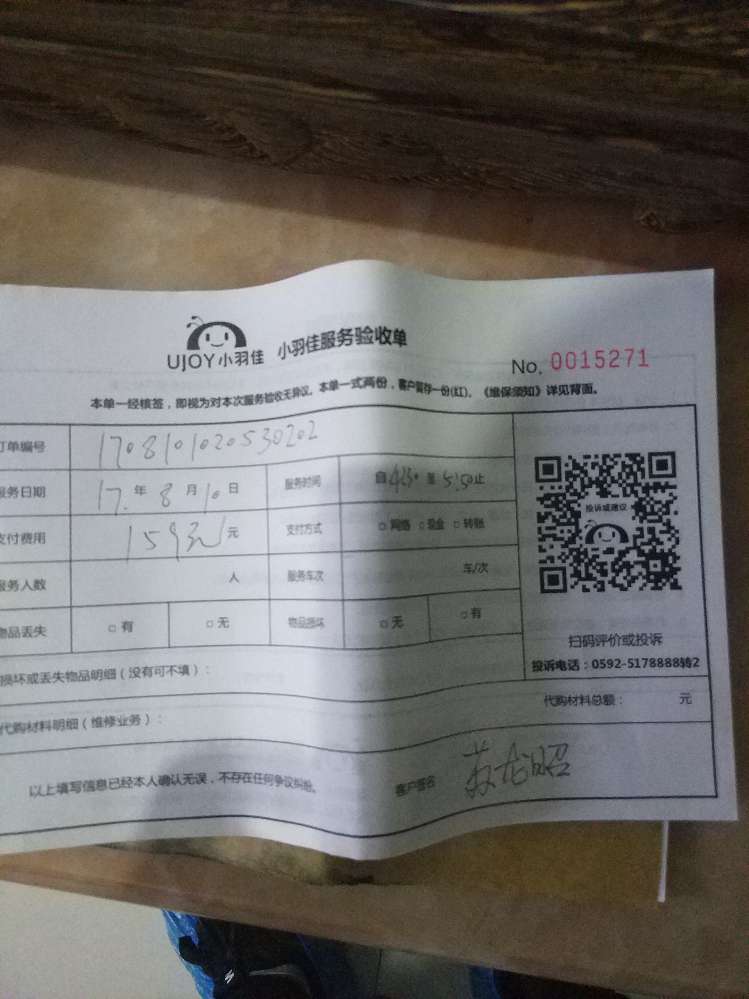 UJOY小羽佳 小羽佳服务验收单
No. 0015271
本单一经核签，即视为对本次服务验收无异议。本单一式两份，客户留存一份(红)。《维保须知》详见背面。
订单编号 1708101020530202
服务日期 17.年 8 月 10 日 服务时间 自 至 5:50止
支付费用 159元 元 支付方式 □ 网络 □ 现金 □ 转账
服务人数 人 服务车次 车/次
物品丢失 □ 有 □ 无 物品损坏 □ 无 □ 有
投诉或建议
扫码评价或投诉
投诉电话：0592-5178888转2
损坏或丢失物品明细（没有可不填）：
代购材料明细（维修业务）：
代购材料总额： 元
以上填写信息已经本人确认无误，不存在任何争议纠纷。
客户签名 苏龙